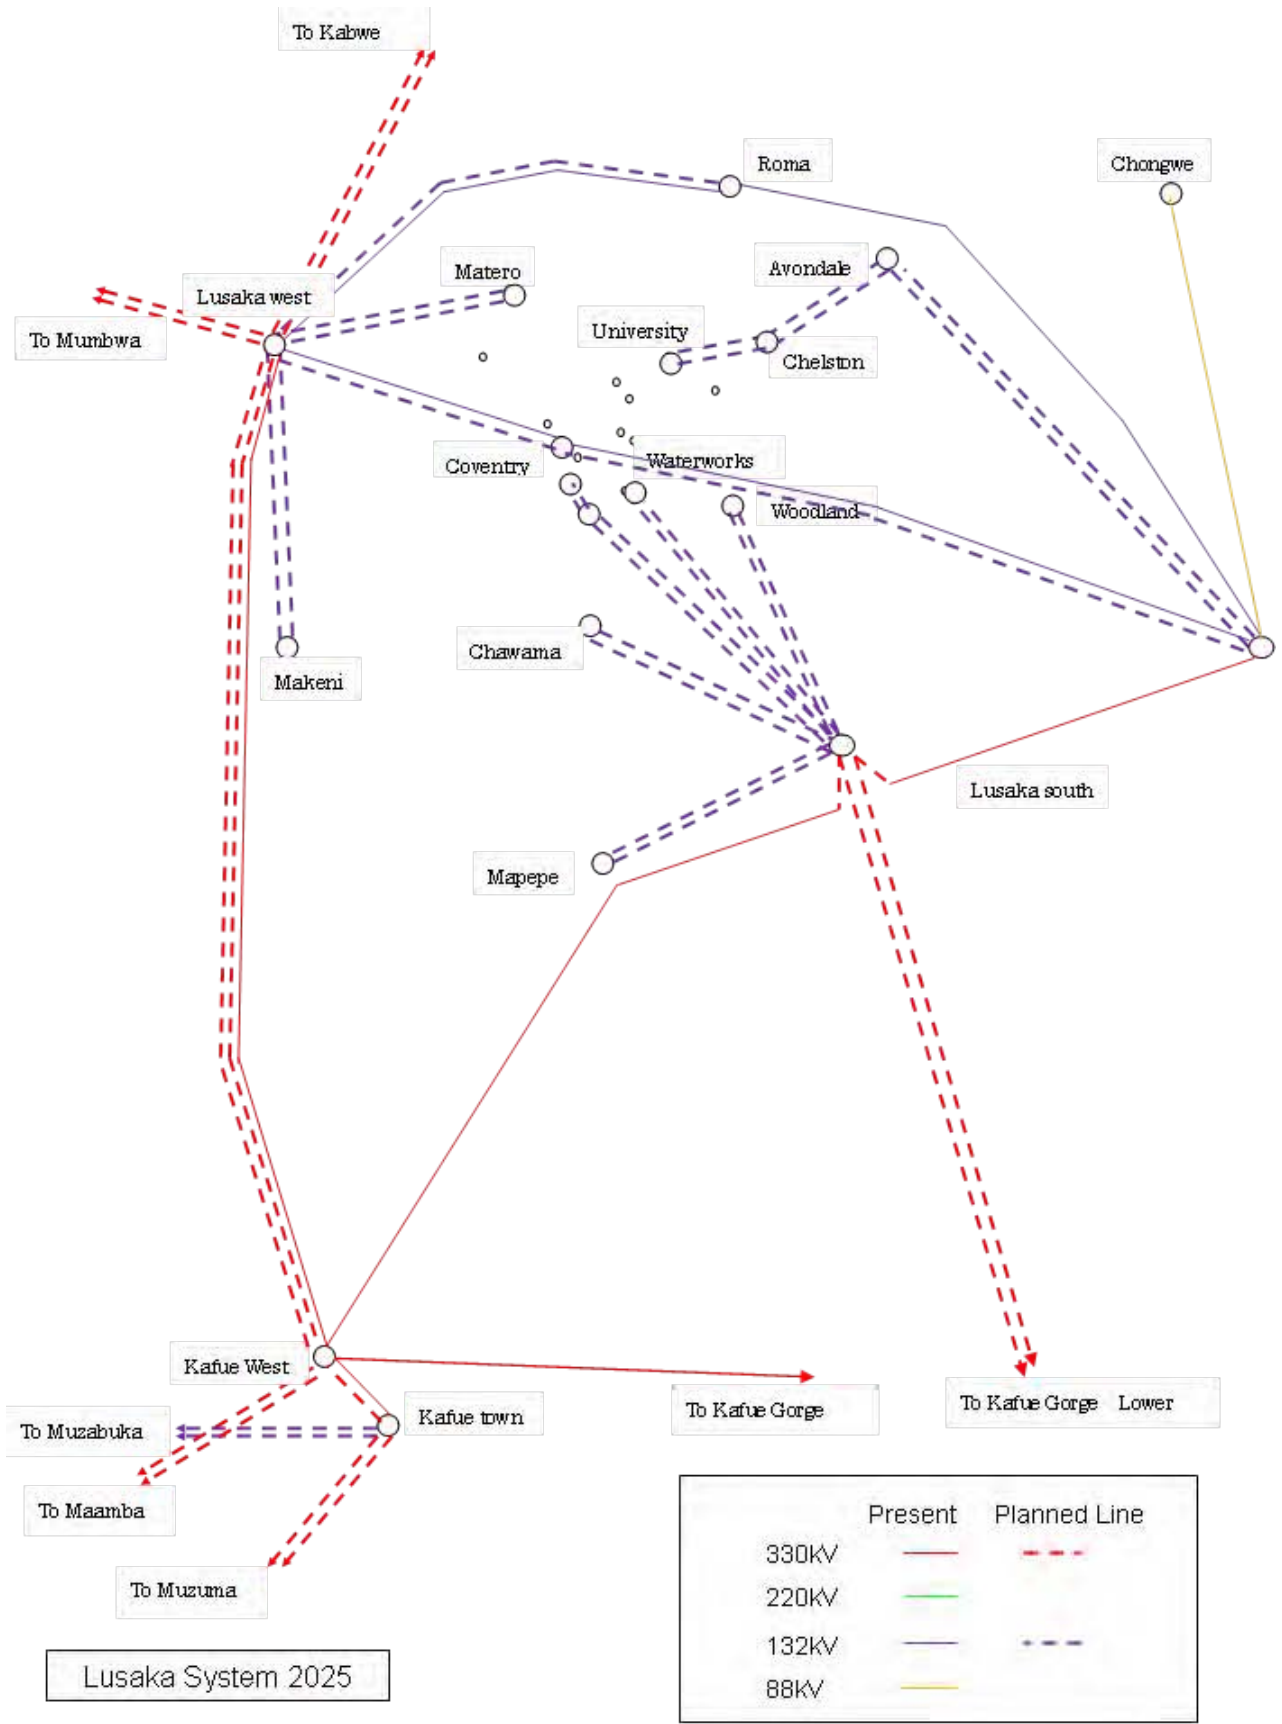 To Kabwe
Roma
Chongwe
Matero
Avondale
Lusaka west
University
To Mumbwa
Chelston
Coventry
Waterworks
Woodland
Chawama
Makeni
Lusaka south
Mapepe
Kafue West
To Kafue Gorge
To Kafue Gorge Lower
Kafue town
To Muzabuka
To Maamba
To Muzuma
Present Planned Line
330KV
220KV
132KV
88KV
Lusaka System 2025